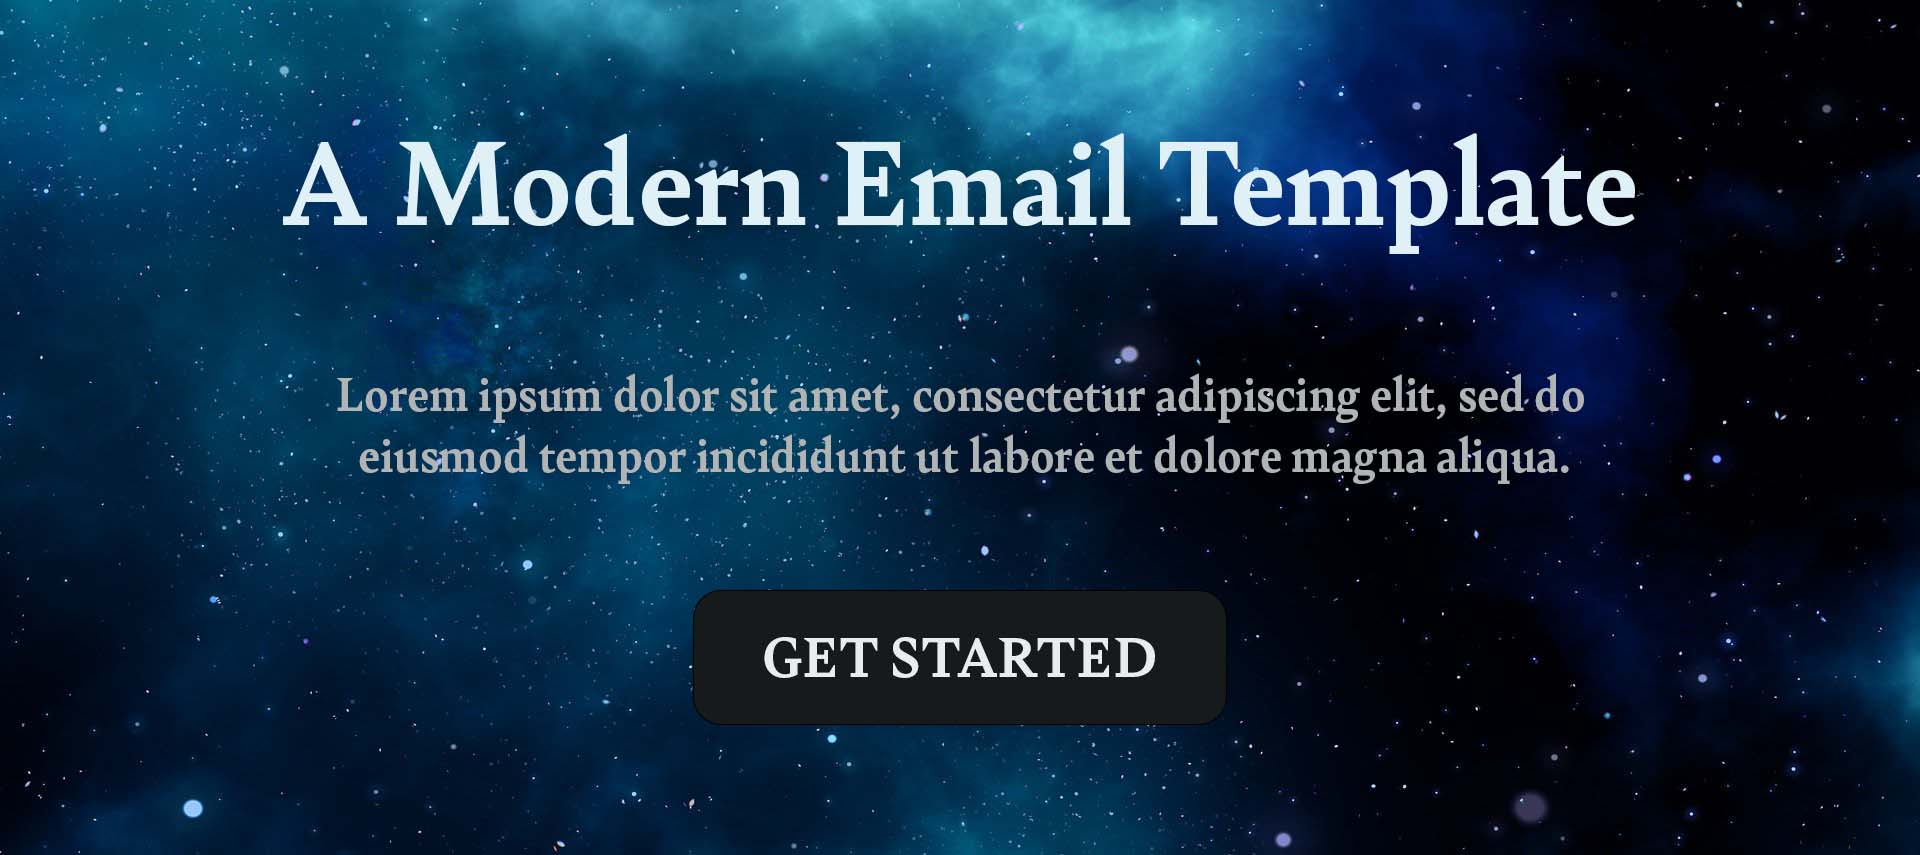 A Modern Email Template
Lorem ipsum dolor sit amet, consectetur adipiscing elit, sed do
eiusmod tempor incididunt ut labore et dolore magna aliqua.
GET STARTED